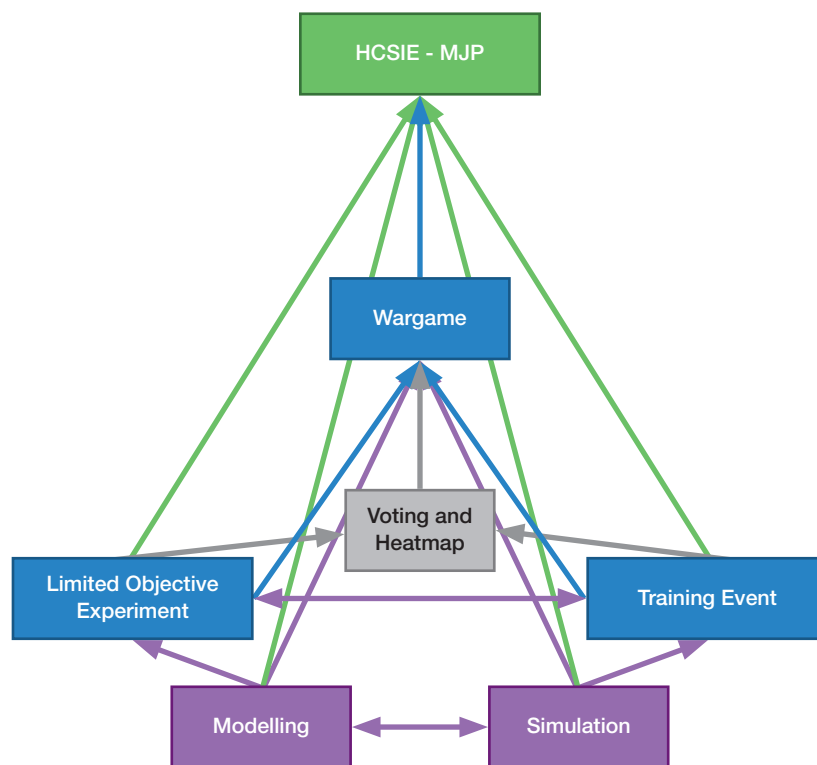 HCSIE - MJP
Wargame
Voting and
Heatmap
Limited Objective
Experiment
Training Event
Modelling
Simulation